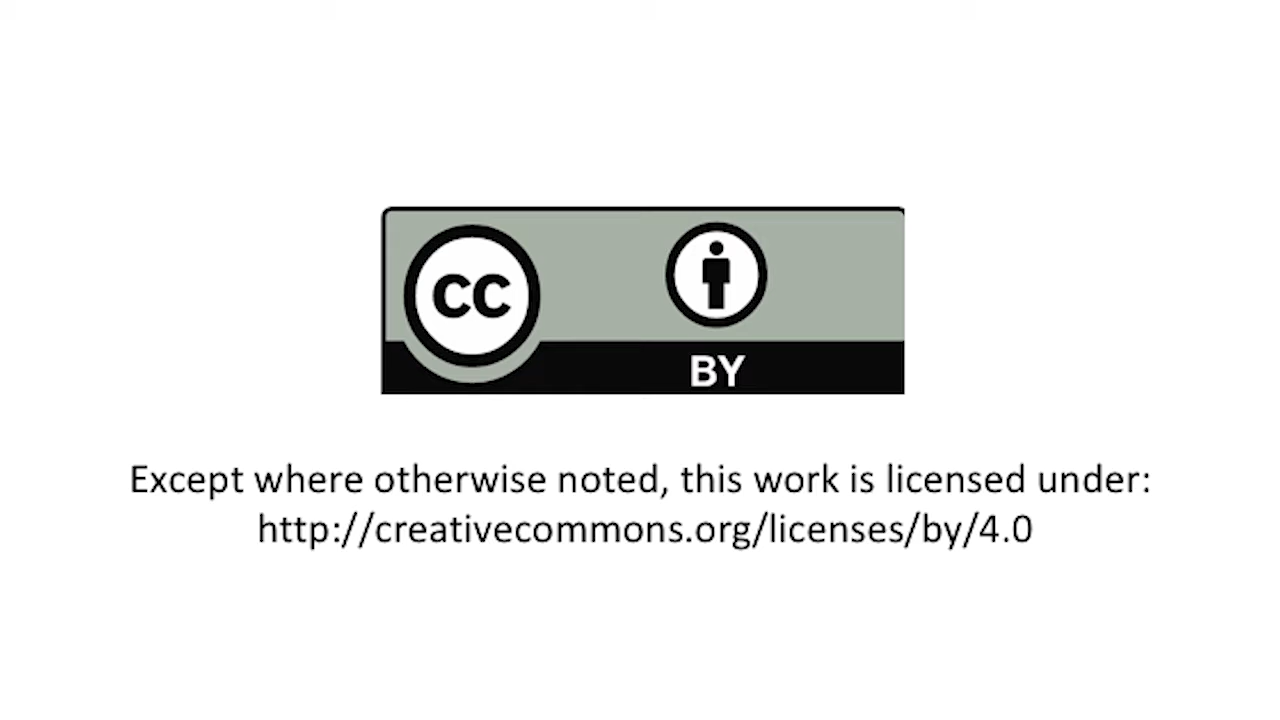 CC
BY
Except where otherwise noted, this work is licensed under:
http://creativecommons.org/licenses/by/4.0